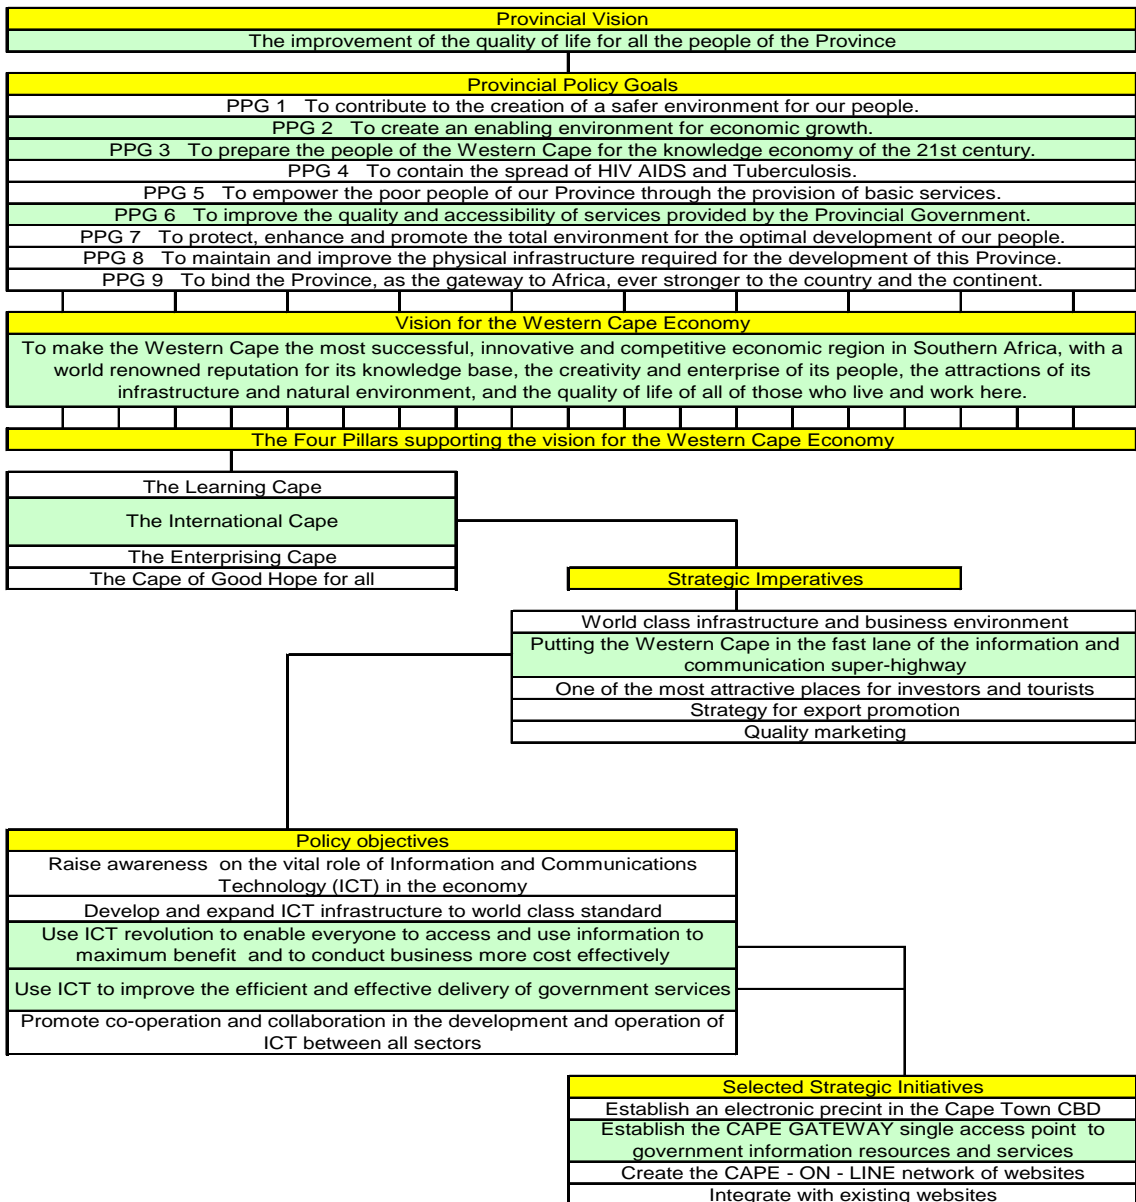 Provincial Vision
The improvement of the quality of life for all the people of the Province
Provincial Policy Goals
PPG 1 To contribute to the creation of a safer environment for our people.
PPG 2 To create an enabling environment for economic growth.
PPG 3 To prepare the people of the Western Cape for the knowledge economy of the 21st century.
PPG 4 To contain the spread of HIV AIDS and Tuberculosis.
PPG 5 To empower the poor people of our Province through the provision of basic services.
PPG 6 To improve the quality and accessibility of services provided by the Provincial Government.
PPG 7 To protect, enhance and promote the total environment for the optimal development of our people.
PPG 8 To maintain and improve the physical infrastructure required for the development of this Province.
PPG 9 To bind the Province, as the gateway to Africa, ever stronger to the country and the continent.
Vision for the Western Cape Economy
To make the Western Cape the most successful, innovative and competitive economic region in Southern Africa, with a
world renowned reputation for its knowledge base, the creativity and enterprise of its people, the attractions of its
infrastructure and natural environment, and the quality of life of all of those who live and work here.
The Four Pillars supporting the vision for the Western Cape Economy
The Learning Cape
The International Cape
The Enterprising Cape
The Cape of Good Hope for all
Strategic Imperatives
World class infrastructure and business environment
Putting the Western Cape in the fast lane of the information and
communication super-highway
One of the most attractive places for investors and tourists
Strategy for export promotion
Quality marketing
Policy objectives
Raise awareness on the vital role of Information and Communications
Technology (ICT) in the economy
Develop and expand ICT infrastructure to world class standard
Use ICT revolution to enable everyone to access and use information to
maximum benefit and to conduct business more cost effectively
Use ICT to improve the efficient and effective delivery of government services
Promote co-operation and collaboration in the development and operation of
ICT between all sectors
Selected Strategic Initiatives
Establish an electronic precint in the Cape Town CBD
Establish the CAPE GATEWAY single access point to
government information resources and services
Create the CAPE - ON - LINE network of websites
Integrate with existing websites